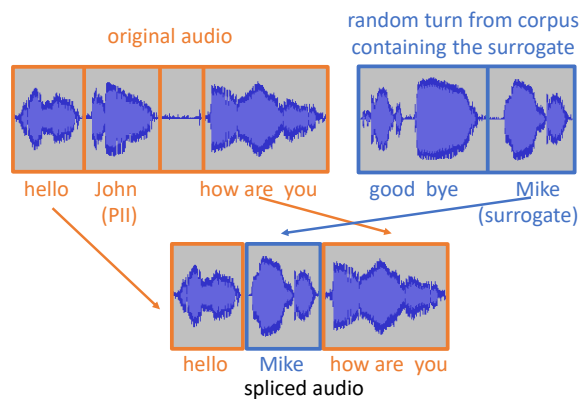 original audio
random turn from corpus
containing the surrogate
hello John how are you
(PII)
good bye Mike
(surrogate)
hello Mike how are you
spliced audio